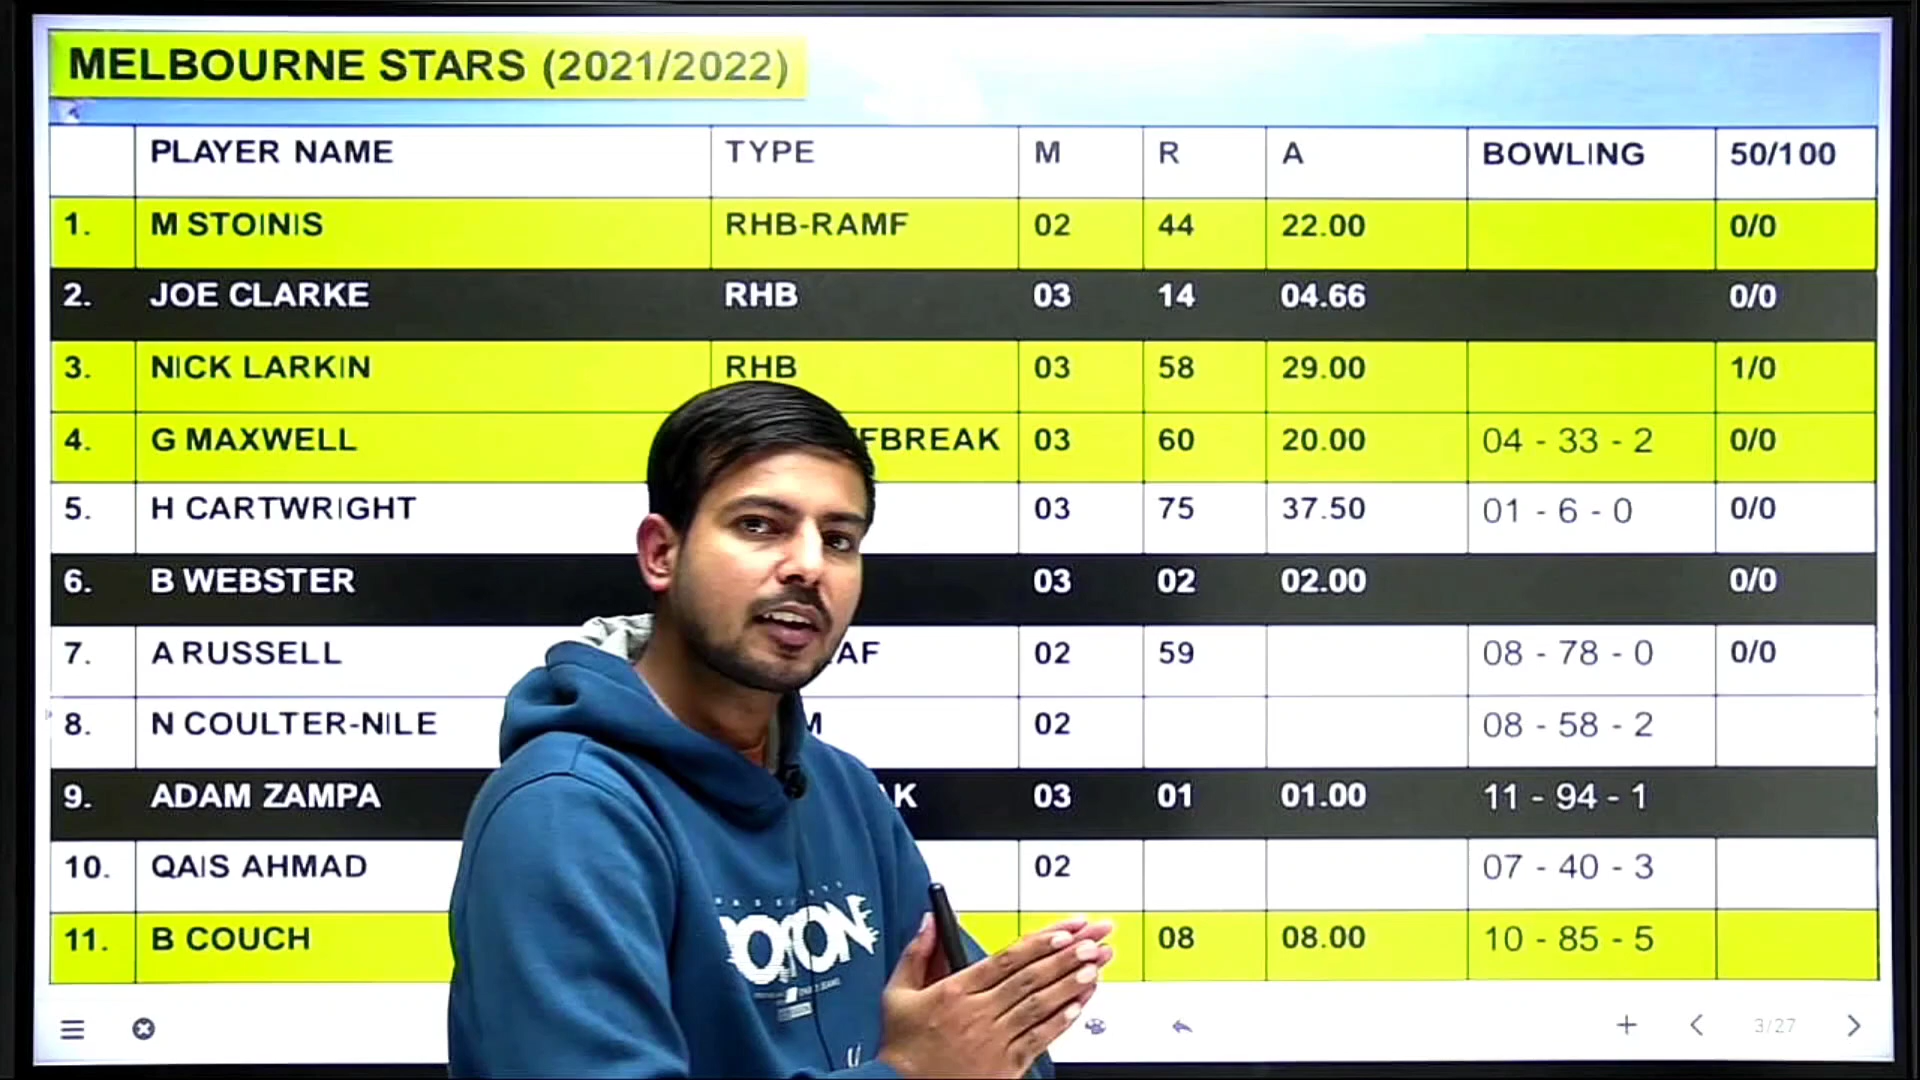 MELBOURNE STARS (2021/2022)
PLAYER NAME TYPE M R A BOWLING 50/100
1. M STOINIS RHB-RAMF 02 44 22.00 0/0
2. JOE CLARKE RHB 03 14 04.66 0/0
3. NICK LARKIN RHB 03 58 29.00 1/0
4. G MAXWELL FBREAK 03 60 20.00 04 - 33 - 2 0/0
5. H CARTWRIGHT 03 75 37.50 01 - 6 - 0 0/0
6. B WEBSTER 03 02 02.00 0/0
7. A RUSSELL AF 02 59 08 - 78 - 0 0/0
8. N COULTER-NILE M 02 08 - 58 - 2
9. ADAM ZAMPA AK 03 01 01.00 11 - 94 - 1
10. QAIS AHMAD 02 07 - 40 - 3
11. B COUCH 08 08.00 10 - 85 - 5
3/27